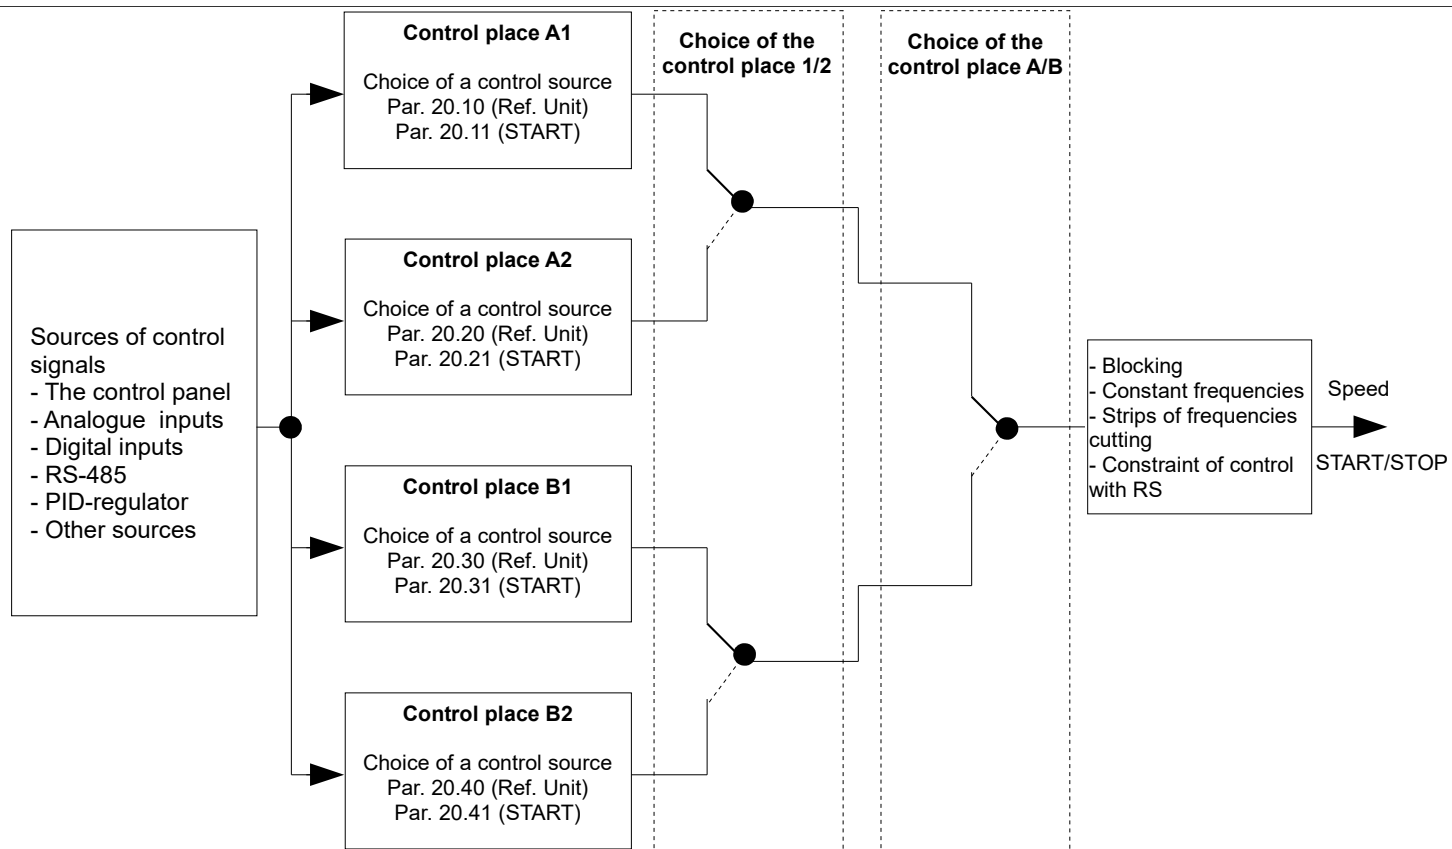 Control place A1
Choice of a control source
Par. 20.10 (Ref. Unit)
Par. 20.11 (START)
Choice of the
control place 1/2
Choice of the
control place A/B
Control place A2
Choice of a control source
Par. 20.20 (Ref. Unit)
Par. 20.21 (START)
Sources of control
signals
- The control panel
- Analogue inputs
- Digital inputs
- RS-485
- PID-regulator
- Other sources
- Blocking
- Constant frequencies
- Strips of frequencies
cutting
- Constraint of control
with RS
Speed
START/STOP
Control place B1
Choice of a control source
Par. 20.30 (Ref. Unit)
Par. 20.31 (START)
Control place B2
Choice of a control source
Par. 20.40 (Ref. Unit)
Par. 20.41 (START)